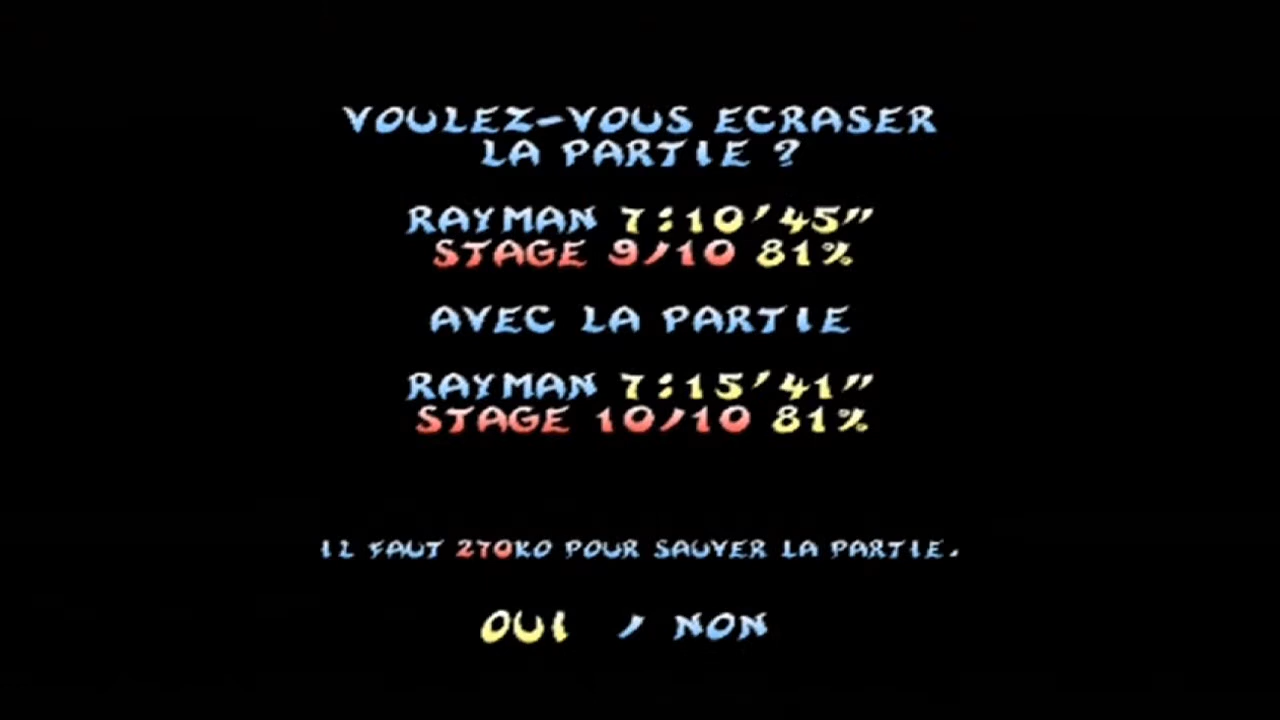 VOULEZ-VOUS ECRASER
LA PARTIE ?
RAYMAN 7:10'45"
STAGE 9/10 81%
AVEC LA PARTIE
RAYMAN 7:15'41"
STAGE 10/10 81%
IL FAUT 270KO POUR SAUVER LA PARTIE.
OUI / NON